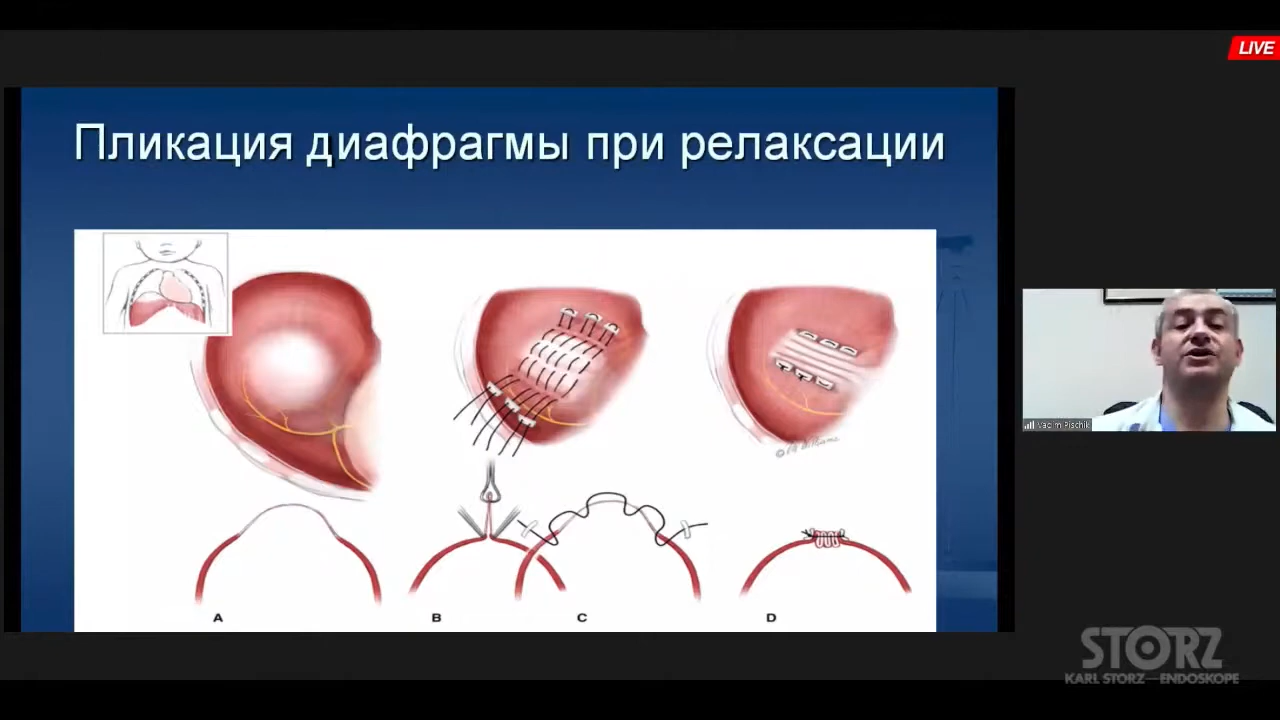 LIVE
Пликация диафрагмы при релаксации
Vadim Pischik
A
B
C
D
STORZ
KARL STORZ—ENDOSKOPE